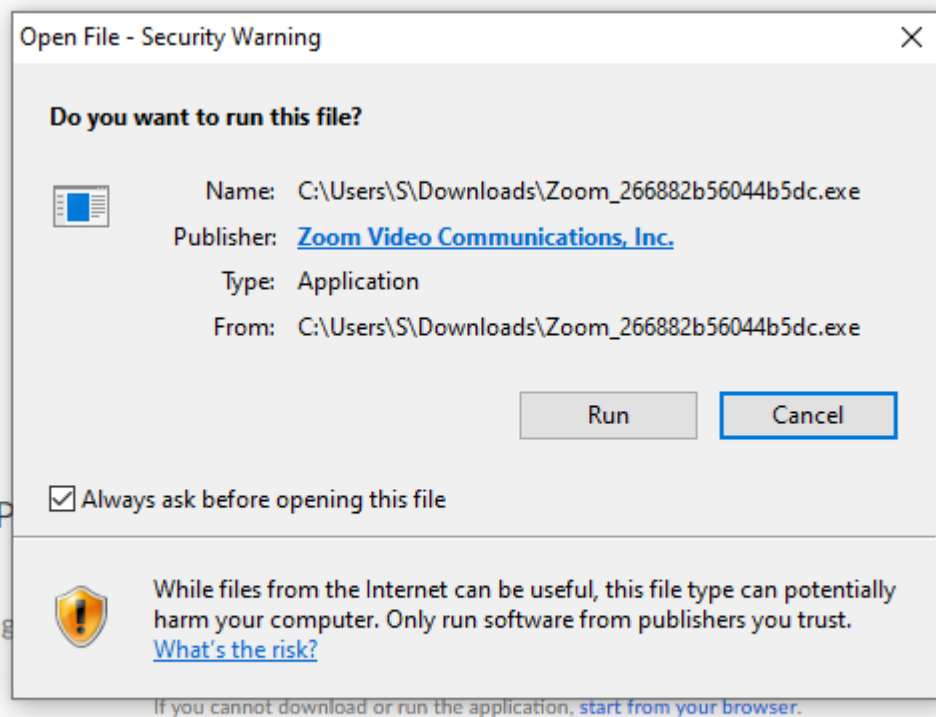 Open File - Security Warning
Do you want to run this file?
Name: C:\Users\S\Downloads\Zoom_266882b56044b5dc.exe
Publisher: Zoom Video Communications, Inc.
Type: Application
From: C:\Users\S\Downloads\Zoom_266882b56044b5dc.exe
Run Cancel
Always ask before opening this file
While files from the Internet can be useful, this file type can potentially
harm your computer. Only run software from publishers you trust.
What's the risk?
If you cannot download or run the application, start from your browser.